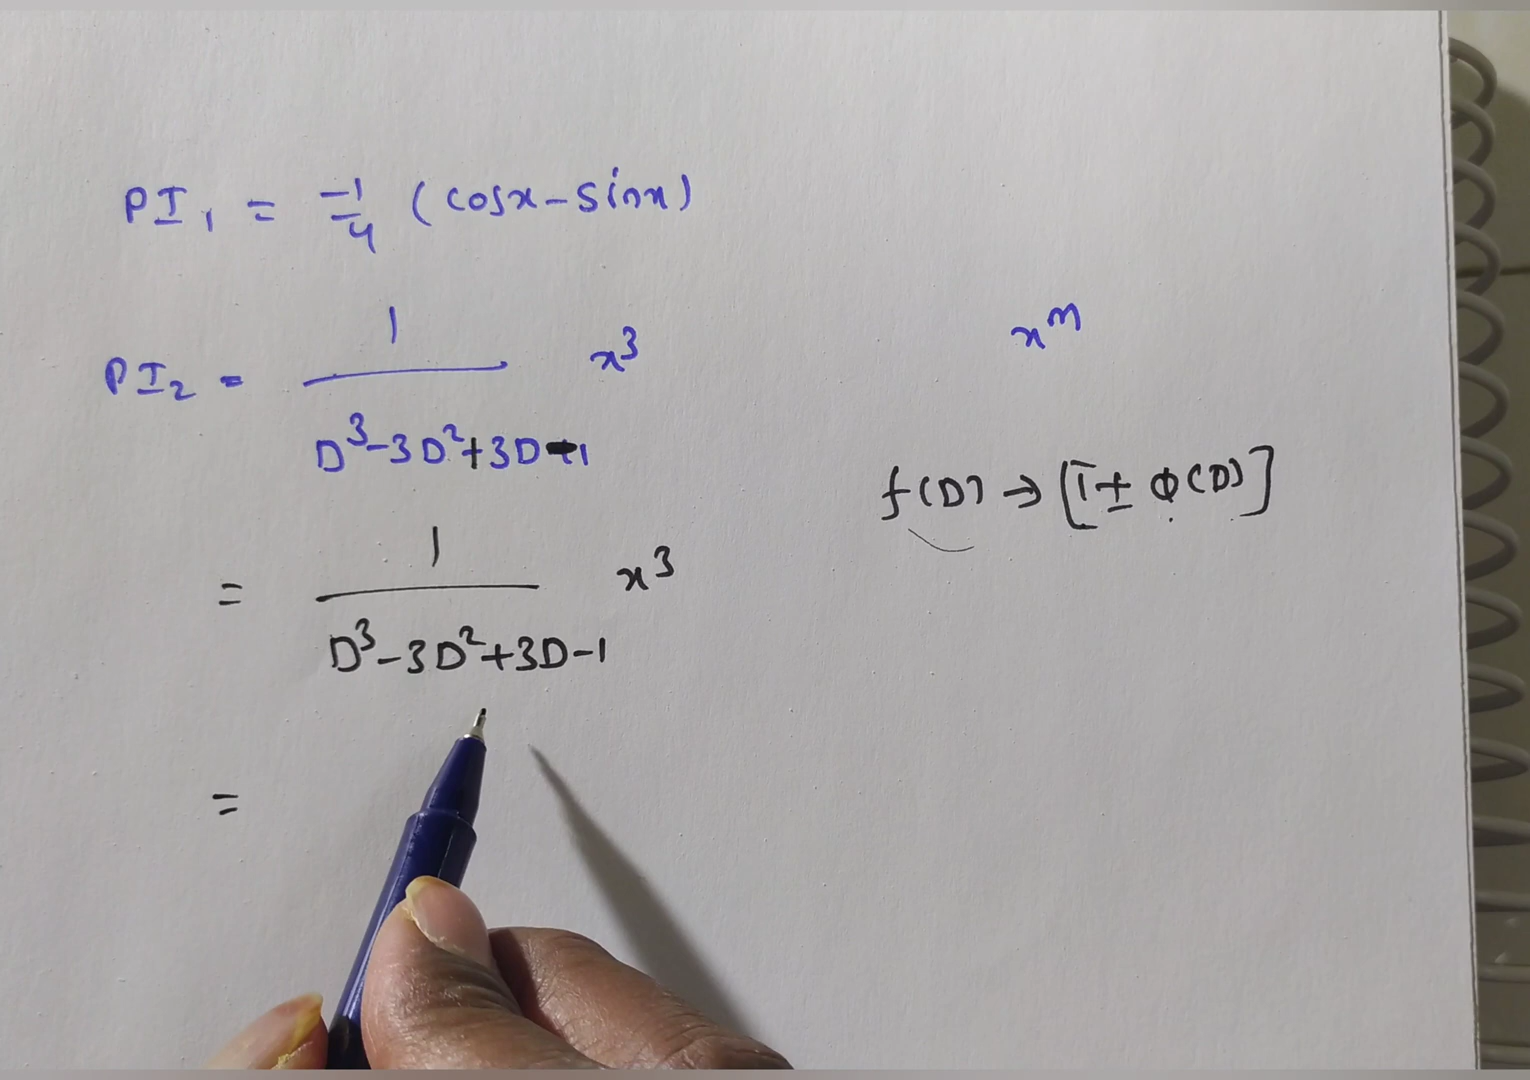 PI₁ = -1/4 (cosx-sinx)
PI₂ = 1/(D³-3D²+3D-1) x³
xᵐ
f(D) → [1 ± φ(D)]
= 1/(D³-3D²+3D-1) x³
=